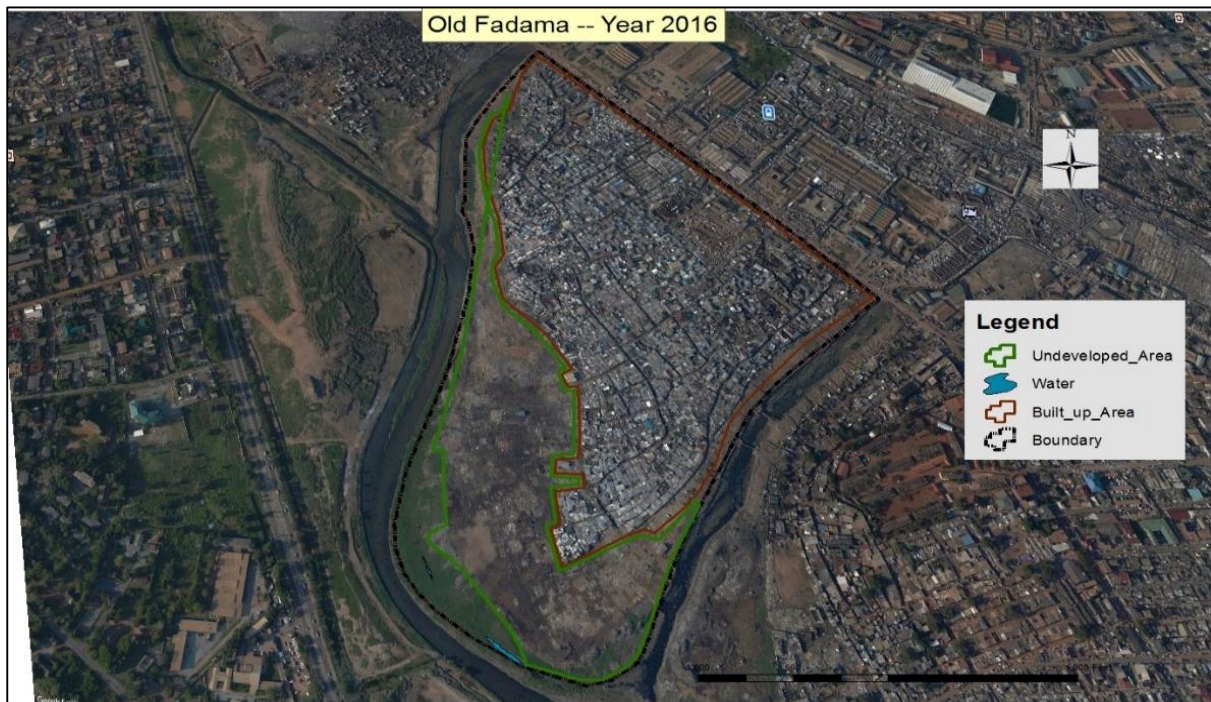 Old Fadama -- Year 2016
N
Legend
Undeveloped_Area
Water
Built_up_Area
Boundary